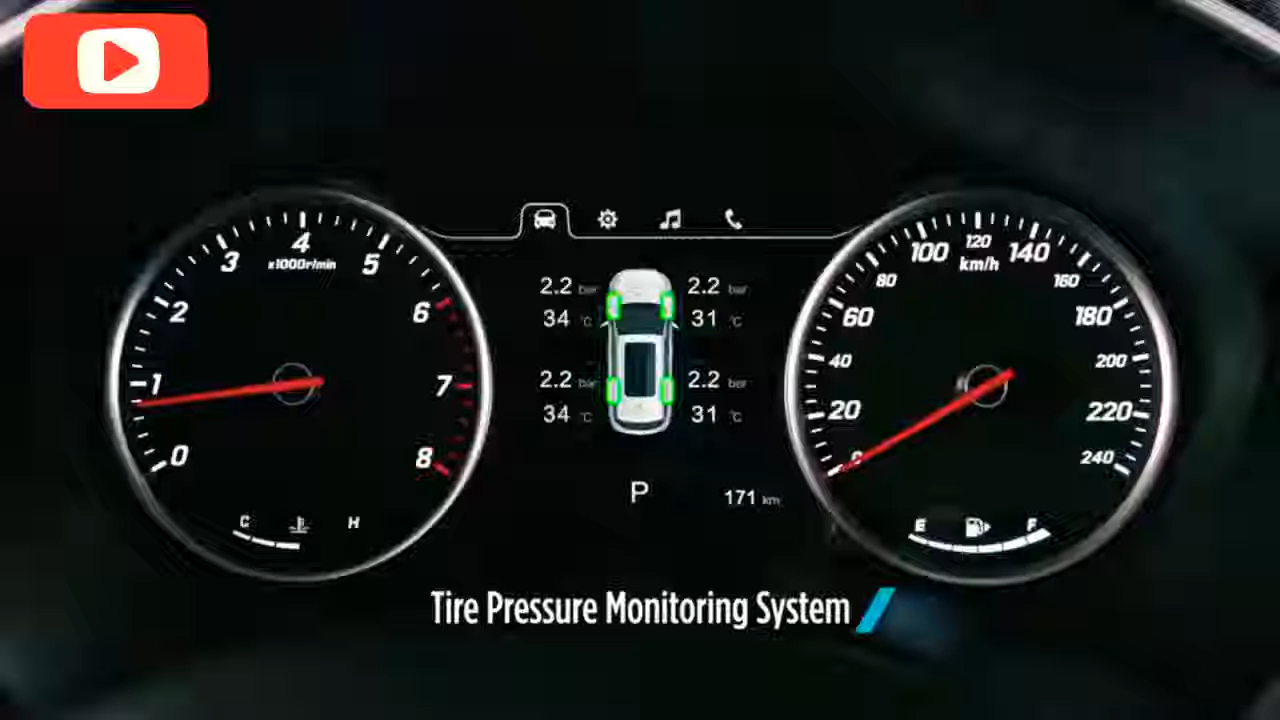 4
3
5
x1000r/min
2
6
1
7
0
8
C
H
2.2 bar
2.2 bar
34 °C
31 °C
2.2 bar
2.2 bar
34 °C
31 °C
P
171 km
120
100
140
km/h
80
160
60
180
40
200
20
220
0
240
E
F
Tire Pressure Monitoring System